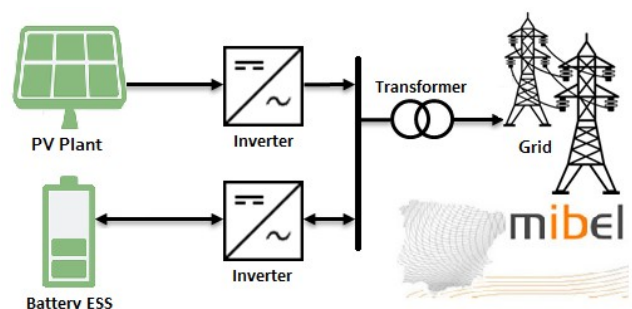 PV Plant
Inverter
Transformer
Grid
Battery ESS
Inverter
mibel